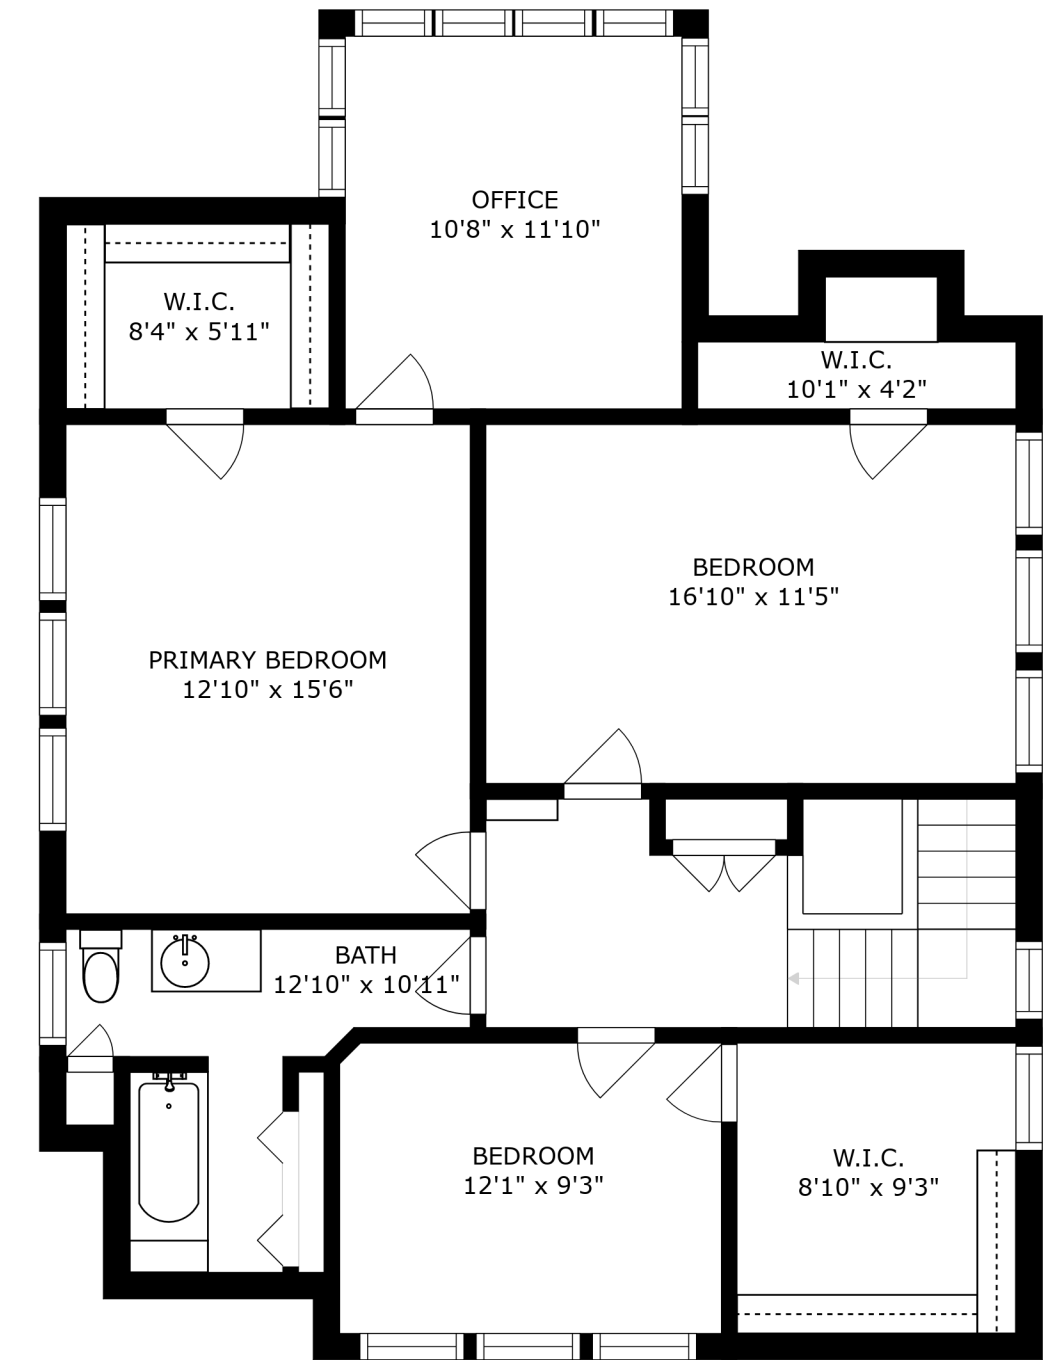 OFFICE
10'8" x 11'10"
W.I.C.
8'4" x 5'11"
W.I.C.
10'1" x 4'2"
BEDROOM
16'10" x 11'5"
PRIMARY BEDROOM
12'10" x 15'6"
BATH
12'10" x 10'11"
BEDROOM
12'1" x 9'3"
W.I.C.
8'10" x 9'3"